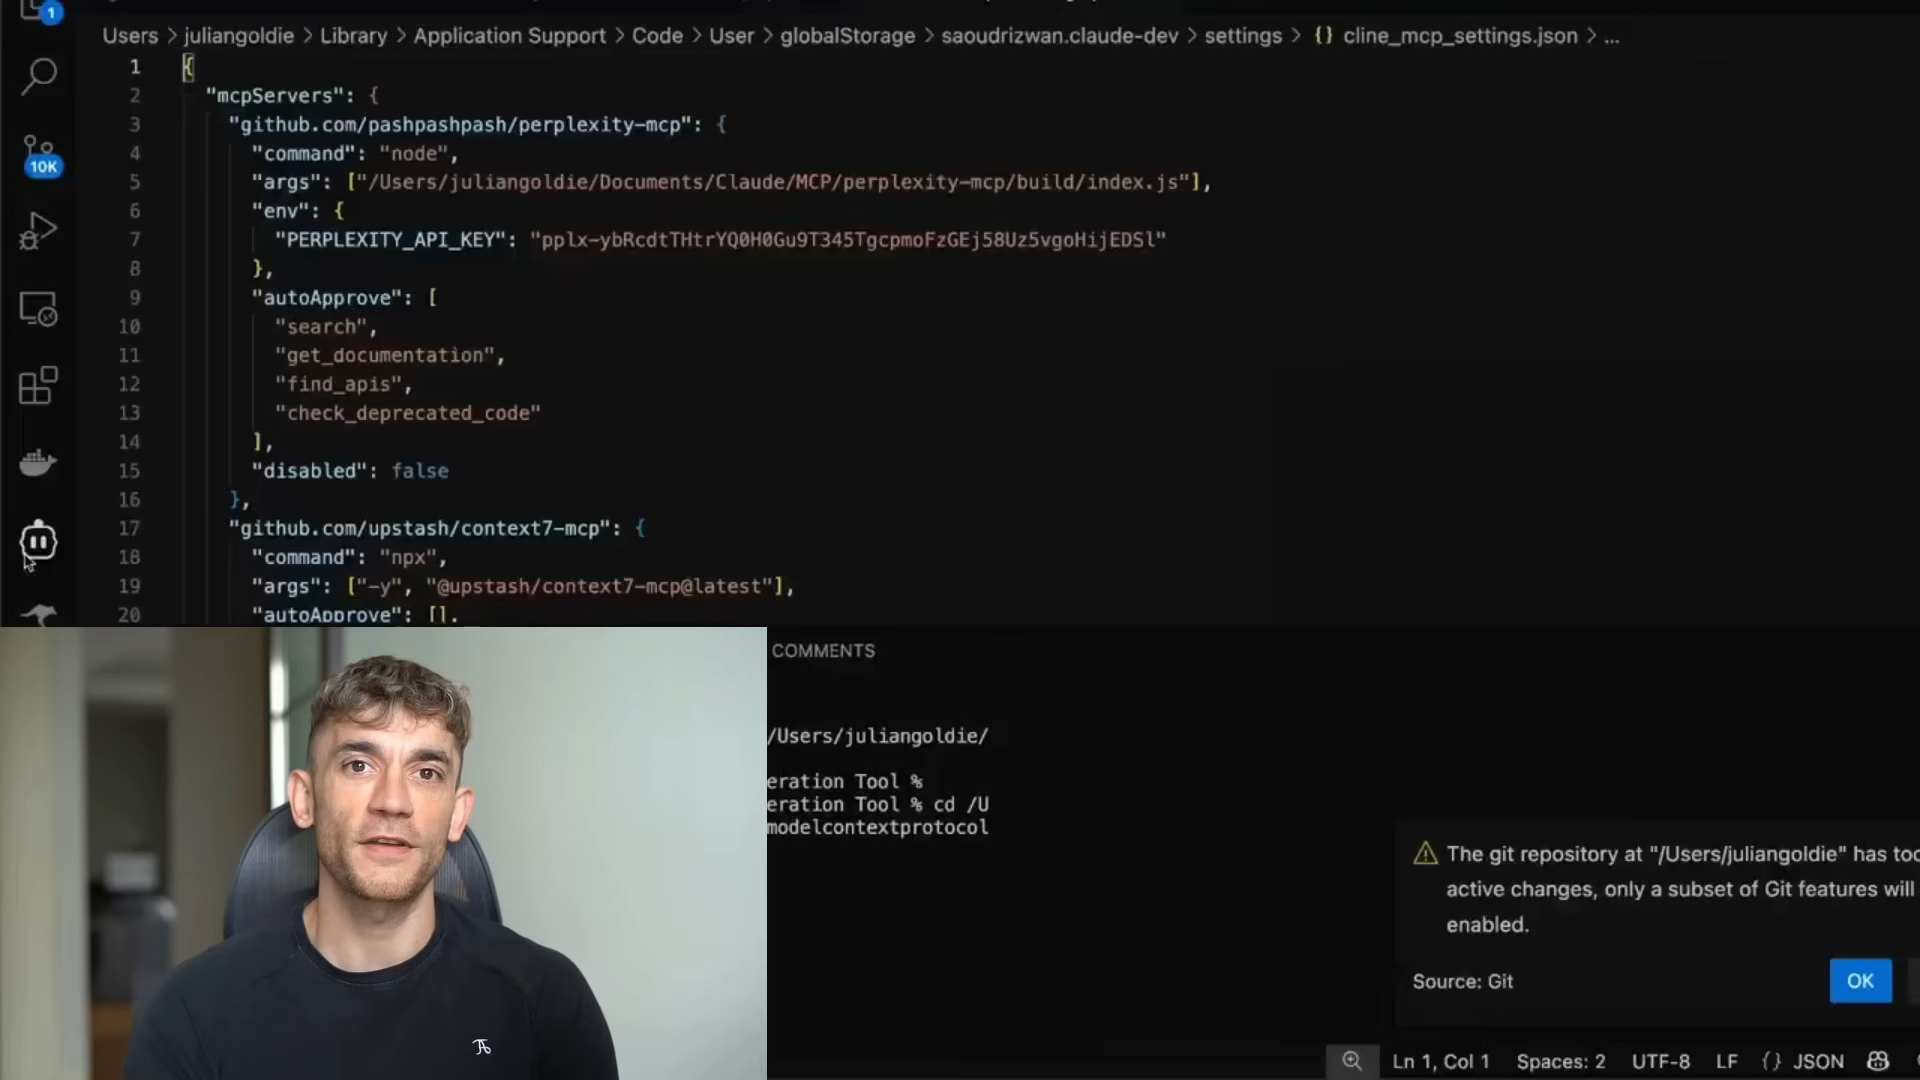 1
Users > juliangoldie > Library > Application Support > Code > User > globalStorage > saoudrizwan.claude-dev > settings > {} cline_mcp_settings.json > ...
10K
1 {
2 "mcpServers": {
3 "github.com/pashpashpash/perplexity-mcp": {
4 "command": "node",
5 "args": ["/Users/juliangoldie/Documents/Claude/MCP/perplexity-mcp/build/index.js"],
6 "env": {
7 "PERPLEXITY_API_KEY": "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"
8 },
9 "autoApprove": [
10 "search",
11 "get_documentation",
12 "find_apis",
13 "check_deprecated_code"
14 ],
15 "disabled": false
16 },
17 "github.com/upstash/context7-mcp": {
18 "command": "npx",
19 "args": ["-y", "@upstash/context7-mcp@latest"],
20 "autoApprove": [],
COMMENTS
/Users/juliangoldie/
eration Tool %
eration Tool % cd /U
modelcontextprotocol
The git repository at "/Users/juliangoldie" has too
active changes, only a subset of Git features will
enabled.
Source: Git
OK
Ln 1, Col 1 Spaces: 2 UTF-8 LF {} JSON